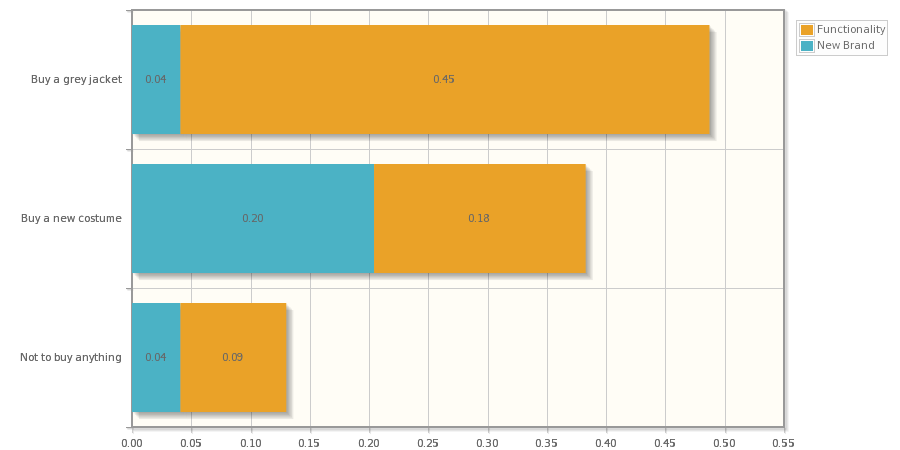 Functionality
New Brand
Buy a grey jacket
0.04
0.45
Buy a new costume
0.20
0.18
Not to buy anything
0.04
0.09
0.00 0.05 0.10 0.15 0.20 0.25 0.30 0.35 0.40 0.45 0.50 0.55